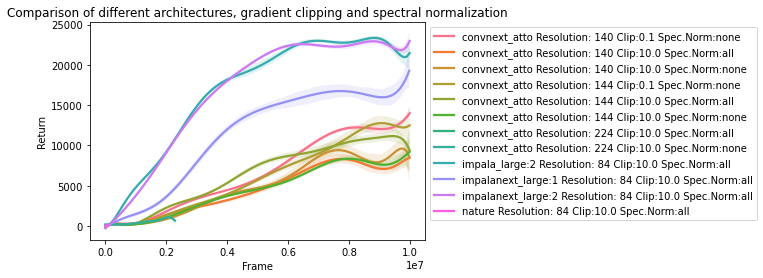 Comparison of different architectures, gradient clipping and spectral normalization
25000
20000
15000
10000
5000
0
Return
0.0 0.2 0.4 0.6 0.8 1.0
1e7
Frame
convnext_atto Resolution: 140 Clip:0.1 Spec.Norm:none
convnext_atto Resolution: 140 Clip:10.0 Spec.Norm:all
convnext_atto Resolution: 140 Clip:10.0 Spec.Norm:none
convnext_atto Resolution: 144 Clip:0.1 Spec.Norm:none
convnext_atto Resolution: 144 Clip:10.0 Spec.Norm:all
convnext_atto Resolution: 144 Clip:10.0 Spec.Norm:none
convnext_atto Resolution: 224 Clip:10.0 Spec.Norm:all
convnext_atto Resolution: 224 Clip:10.0 Spec.Norm:none
impala_large:2 Resolution: 84 Clip:10.0 Spec.Norm:all
impalanext_large:1 Resolution: 84 Clip:10.0 Spec.Norm:all
impalanext_large:2 Resolution: 84 Clip:10.0 Spec.Norm:all
nature Resolution: 84 Clip:10.0 Spec.Norm:all